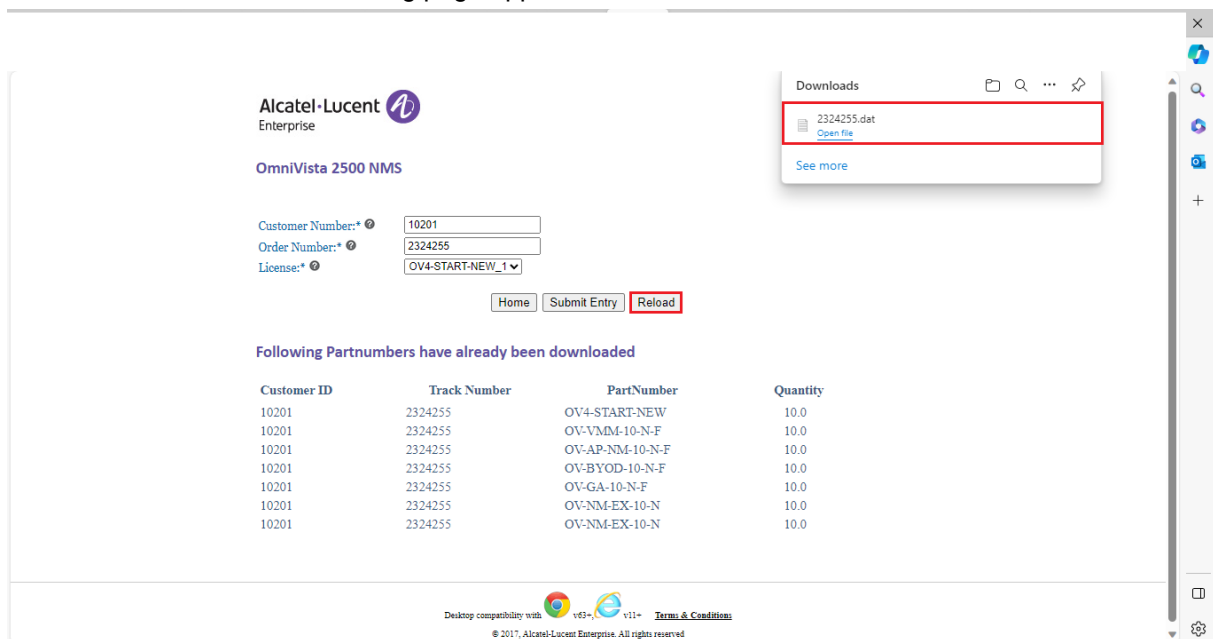 Downloads
2324255.dat
Open file
See more
Alcatel·Lucent
Enterprise
OmniVista 2500 NMS
Customer Number:* 10201
Order Number:* 2324255
License:* OV4-START-NEW_1
Home Submit Entry Reload
Following Partnumbers have already been downloaded
Customer ID Track Number PartNumber Quantity
10201 2324255 OV4-START-NEW 10.0
10201 2324255 OV-VMM-10-N-F 10.0
10201 2324255 OV-AP-NM-10-N-F 10.0
10201 2324255 OV-BYOD-10-N-F 10.0
10201 2324255 OV-GA-10-N-F 10.0
10201 2324255 OV-NM-EX-10-N 10.0
10201 2324255 OV-NM-EX-10-N 10.0
Desktop compatibility with v63+, v11+ Terms & Conditions
© 2017, Alcatel-Lucent Enterprise. All rights reserved